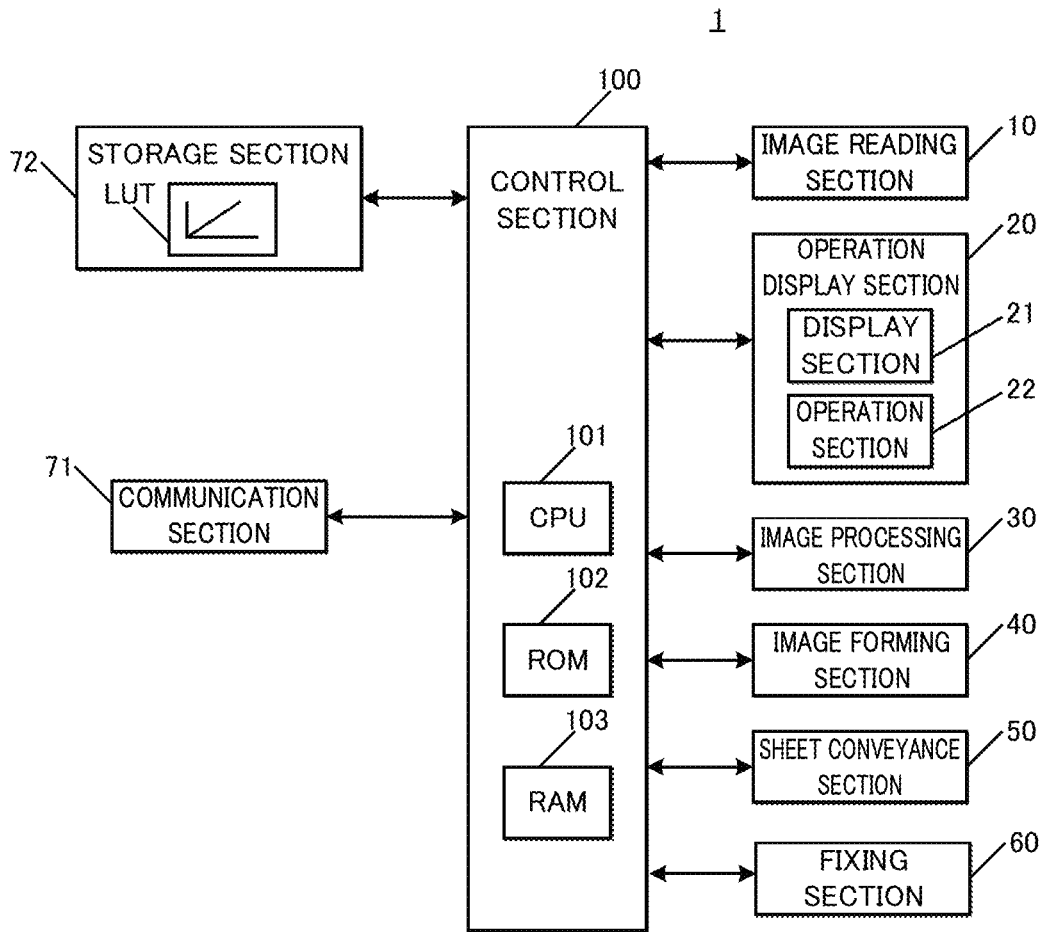 1
100
STORAGE SECTION
72
LUT
CONTROL
SECTION
10
IMAGE READING
SECTION
20
OPERATION
DISPLAY SECTION
DISPLAY
SECTION
21
OPERATION
SECTION
22
71
COMMUNICATION
SECTION
101
CPU
102
ROM
103
RAM
30
IMAGE PROCESSING
SECTION
40
IMAGE FORMING
SECTION
50
SHEET CONVEYANCE
SECTION
60
FIXING
SECTION